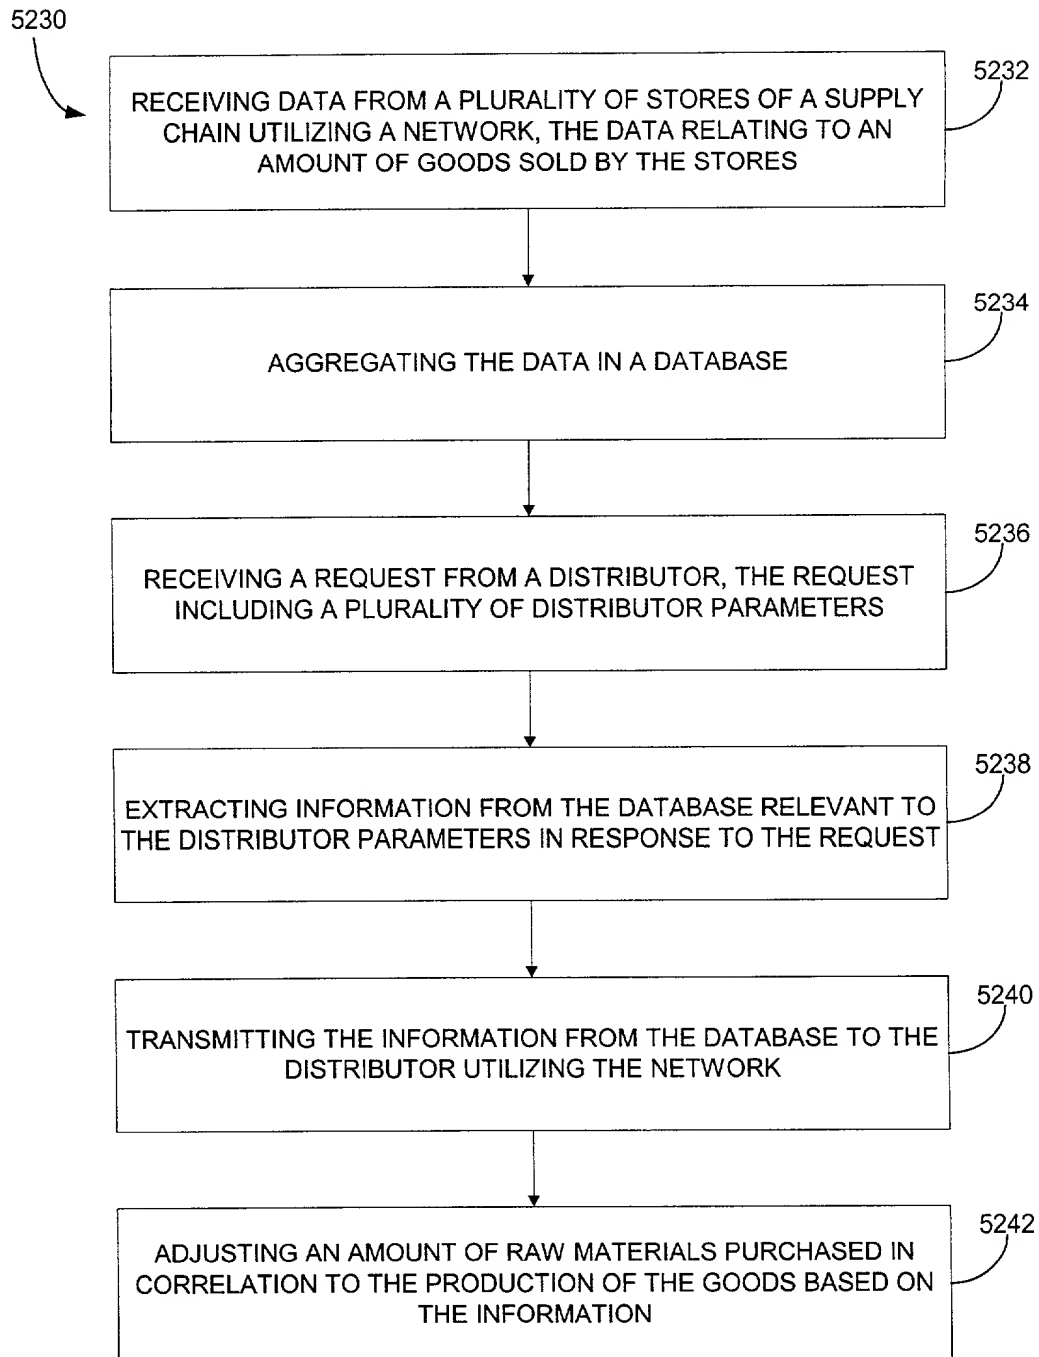 5230
5232
RECEIVING DATA FROM A PLURALITY OF STORES OF A SUPPLY
CHAIN UTILIZING A NETWORK, THE DATA RELATING TO AN
AMOUNT OF GOODS SOLD BY THE STORES
5234
AGGREGATING THE DATA IN A DATABASE
5236
RECEIVING A REQUEST FROM A DISTRIBUTOR, THE REQUEST
INCLUDING A PLURALITY OF DISTRIBUTOR PARAMETERS
5238
EXTRACTING INFORMATION FROM THE DATABASE RELEVANT TO
THE DISTRIBUTOR PARAMETERS IN RESPONSE TO THE REQUEST
5240
TRANSMITTING THE INFORMATION FROM THE DATABASE TO THE
DISTRIBUTOR UTILIZING THE NETWORK
5242
ADJUSTING AN AMOUNT OF RAW MATERIALS PURCHASED IN
CORRELATION TO THE PRODUCTION OF THE GOODS BASED ON
THE INFORMATION